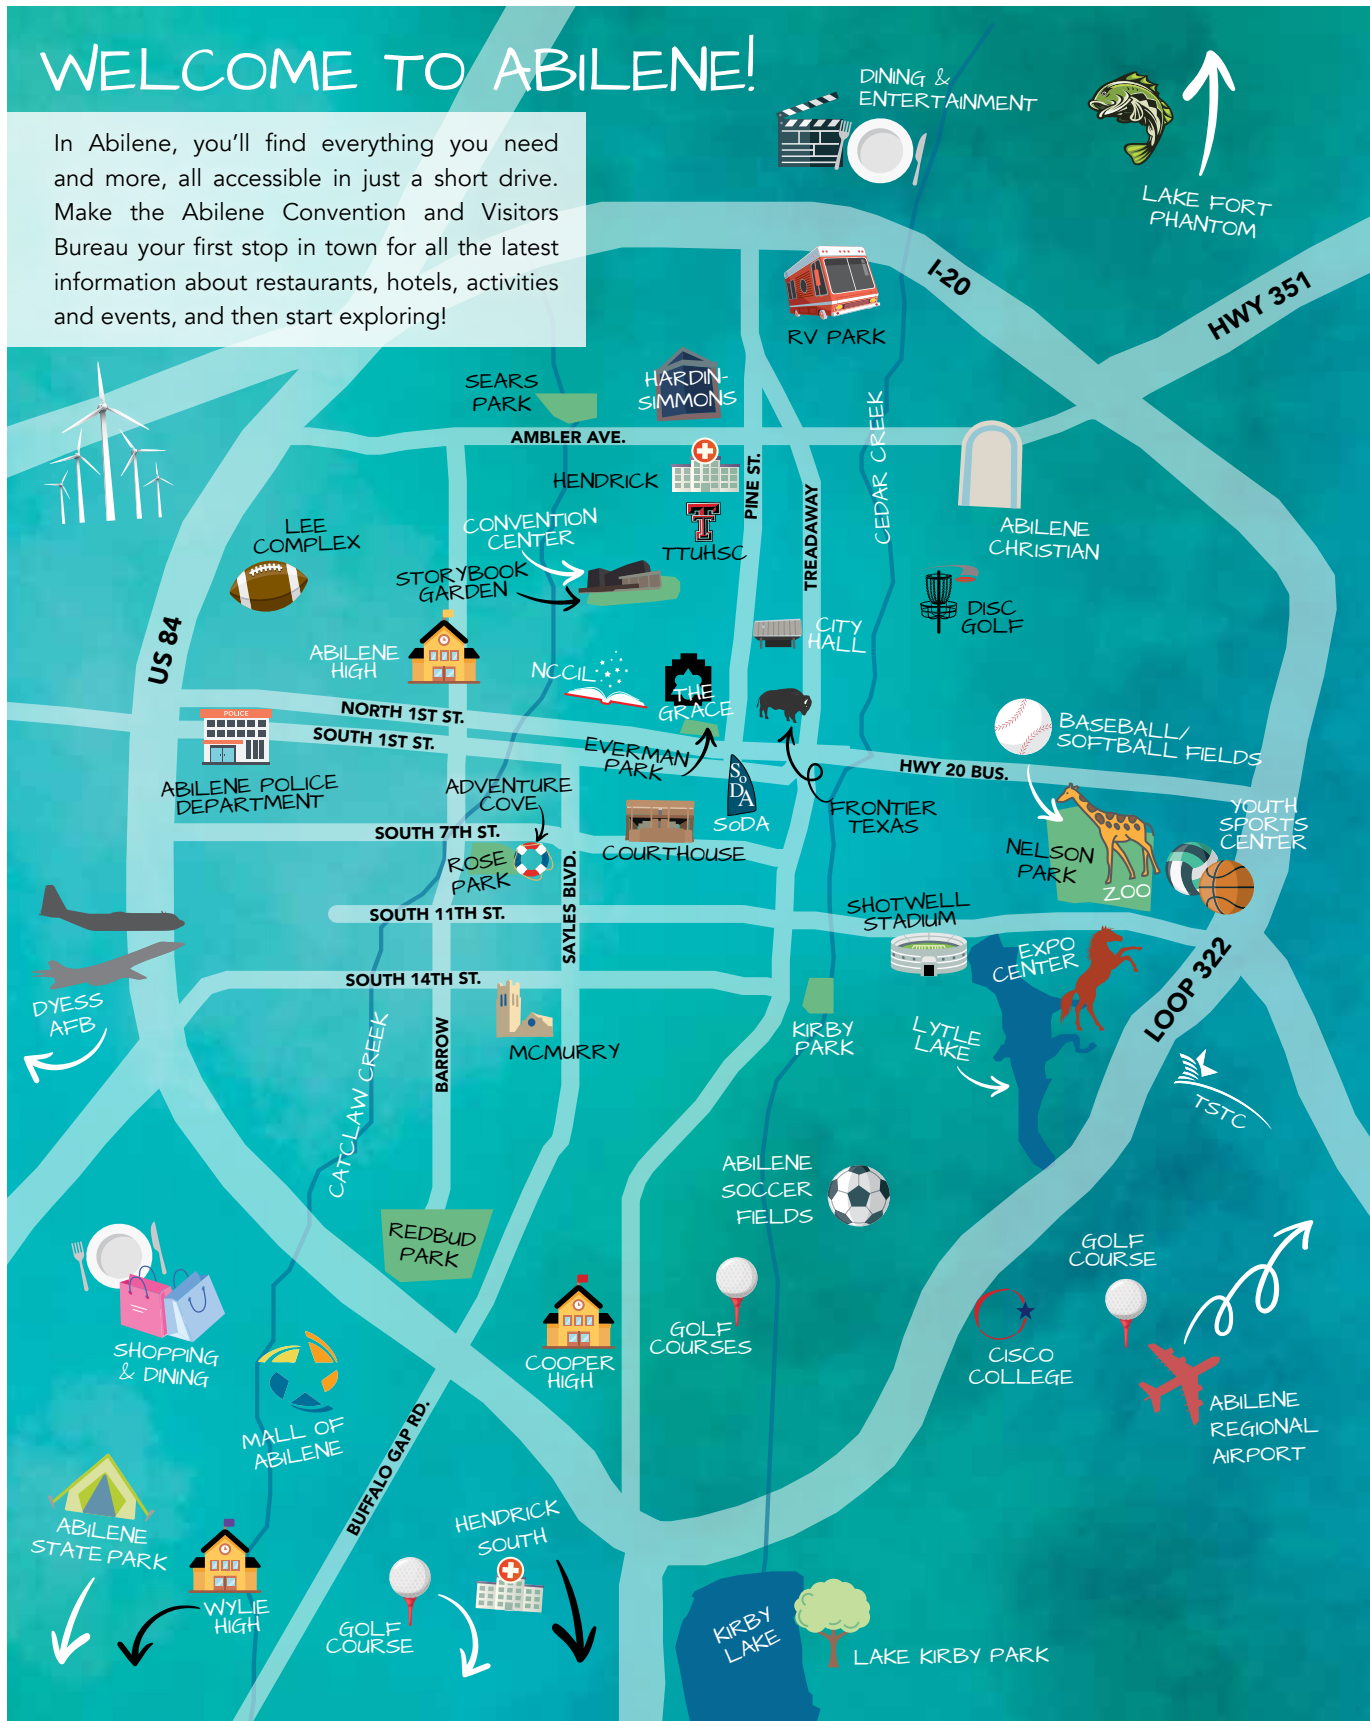 WELCOME TO ABILENE!
In Abilene, you'll find everything you need
and more, all accessible in just a short drive.
Make the Abilene Convention and Visitors
Bureau your first stop in town for all the latest
information about restaurants, hotels, activities
and events, and then start exploring!
DINING &
ENTERTAINMENT
LAKE FORT
PHANTOM
I-20
HWY 351
RV PARK
SEARS
PARK
HARDIN-
SIMMONS
AMBLER AVE.
HENDRICK
PINE ST.
TREADAWAY
CEDAR CREEK
ABILENE
CHRISTIAN
LEE
COMPLEX
CONVENTION
CENTER
TTUHSC
STORYBOOK
GARDEN
DISC
GOLF
US 84
ABILENE
HIGH
CITY
HALL
NCCIL
THE
GRACE
NORTH 1ST ST.
SOUTH 1ST ST.
POLICE
ABILENE POLICE
DEPARTMENT
EVERMAN
PARK
BASEBALL/
SOFTBALL FIELDS
HWY 20 BUS.
ADVENTURE
COVE
SoDA
SoDA
FRONTIER
TEXAS
YOUTH
SPORTS
CENTER
SOUTH 7TH ST.
COURTHOUSE
NELSON
PARK
ZOO
ROSE
PARK
SAYLES BLVD.
SOUTH 11TH ST.
SHOTWELL
STADIUM
EXPO
CENTER
LOOP 322
SOUTH 14TH ST.
DYESS
AFB
MCMURRY
BARROW
CATCLAW CREEK
KIRBY
PARK
LYTLE
LAKE
TSTC
ABILENE
SOCCER
FIELDS
REDBUD
PARK
GOLF
COURSE
SHOPPING
& DINING
GOLF
COURSES
COOPER
HIGH
CISCO
COLLEGE
ABILENE
REGIONAL
AIRPORT
MALL OF
ABILENE
BUFFALO GAP RD.
ABILENE
STATE PARK
HENDRICK
SOUTH
WYLIE
HIGH
GOLF
COURSE
KIRBY
LAKE
LAKE KIRBY PARK